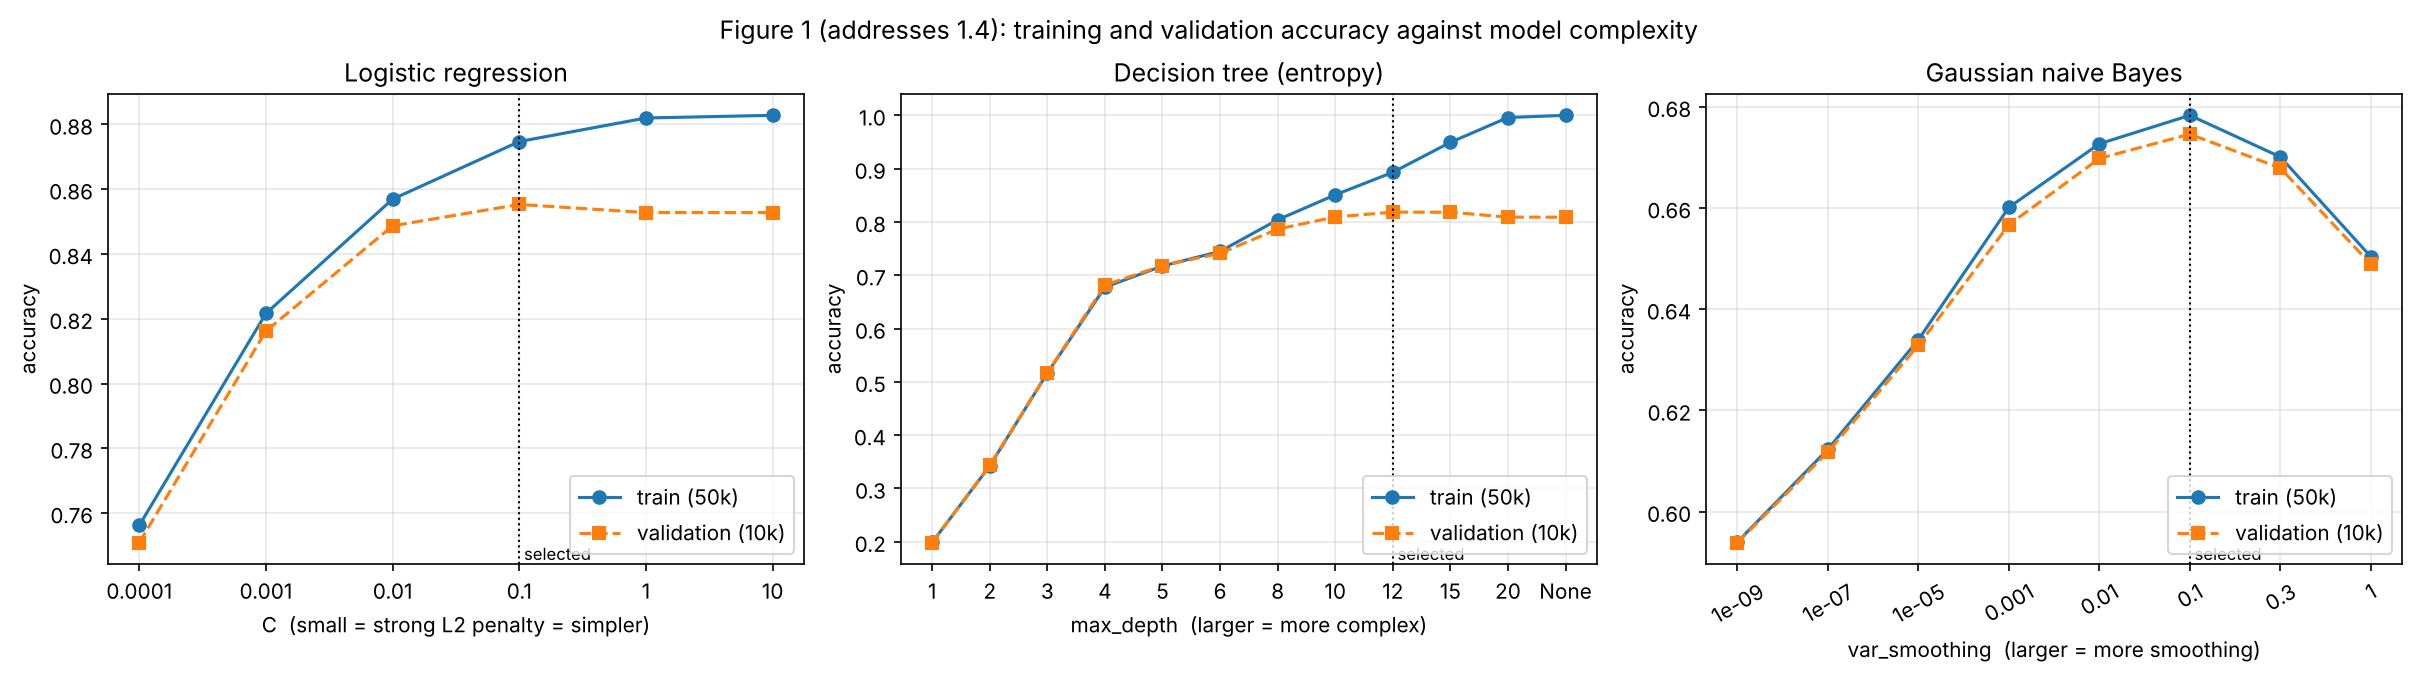 Figure 1 (addresses 1.4): training and validation accuracy against model complexity
Logistic regression
accuracy
0.88
0.86
0.84
0.82
0.80
0.78
0.76
0.0001 0.001 0.01 0.1 1 10
C (small = strong L2 penalty = simpler)
train (50k)
validation (10k)
selected
Decision tree (entropy)
accuracy
1.0
0.9
0.8
0.7
0.6
0.5
0.4
0.3
0.2
1 2 3 4 5 6 8 10 12 15 20 None
max_depth (larger = more complex)
train (50k)
validation (10k)
selected
Gaussian naive Bayes
accuracy
0.68
0.66
0.64
0.62
0.60
1e-09 1e-07 1e-05 0.001 0.01 0.1 0.3 1
var_smoothing (larger = more smoothing)
train (50k)
validation (10k)
selected